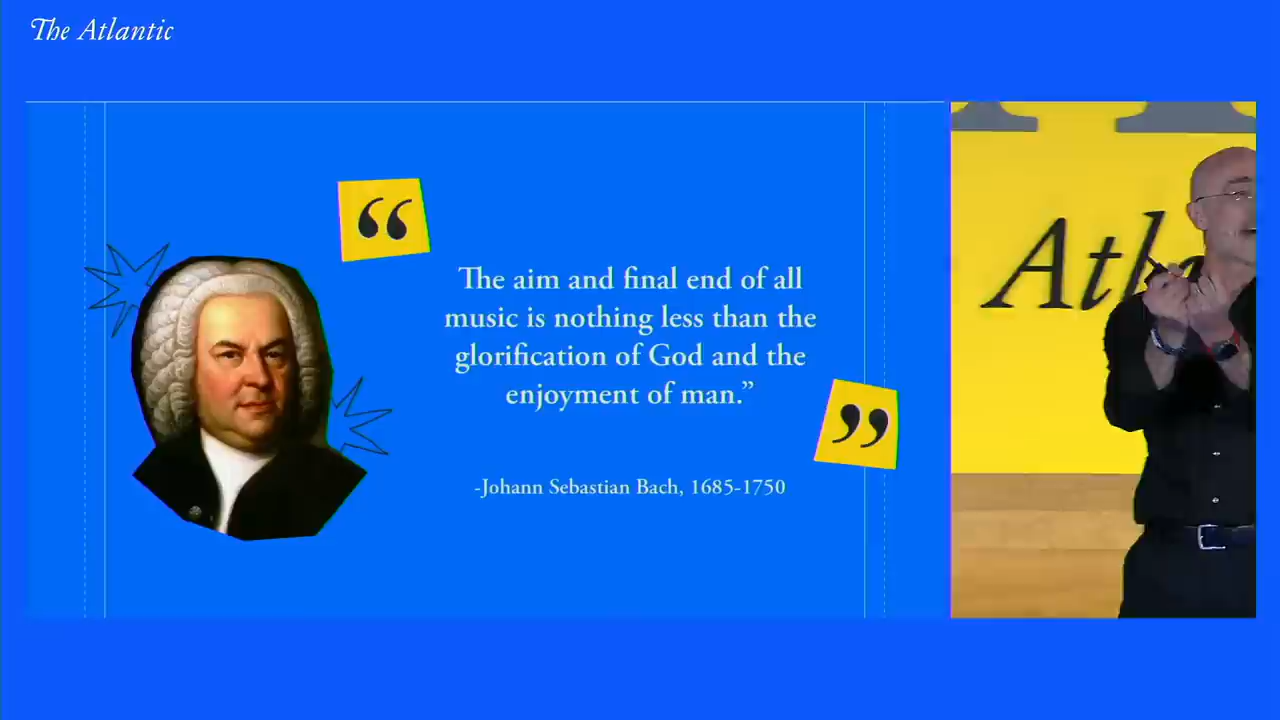 The Atlantic
“
The aim and final end of all
music is nothing less than the
glorification of God and the
enjoyment of man.”
”
-Johann Sebastian Bach, 1685-1750